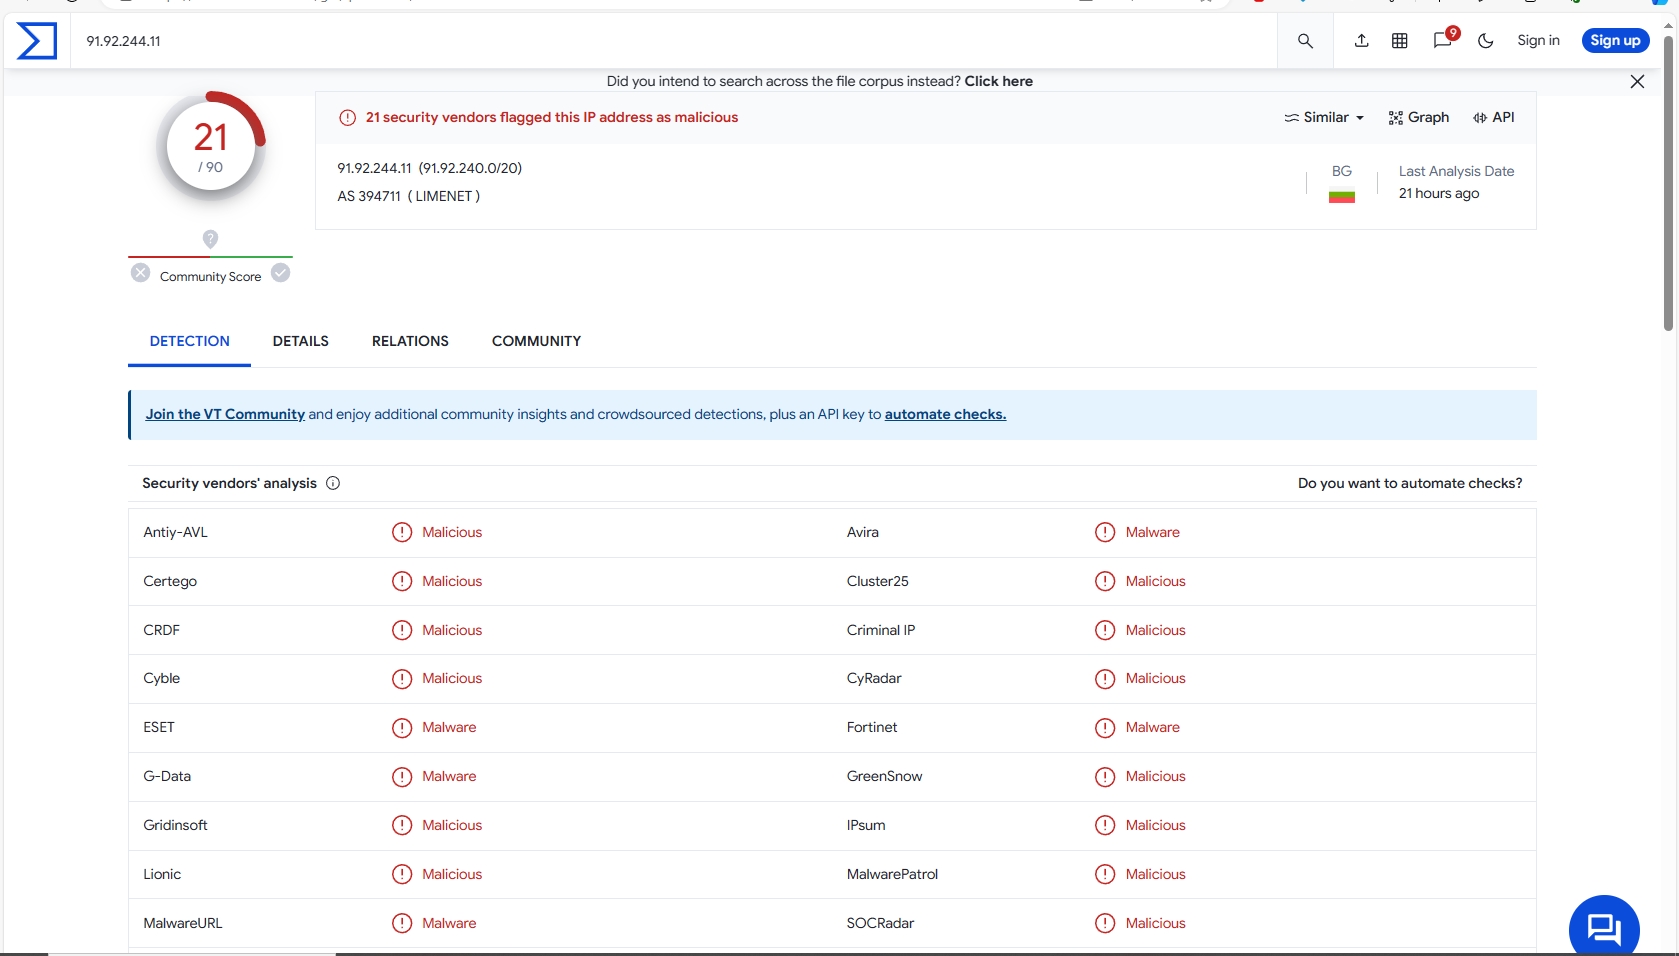 91.92.244.11
9
Sign in
Sign up
Did you intend to search across the file corpus instead? Click here
21
/ 90
21 security vendors flagged this IP address as malicious
Similar
Graph
API
91.92.244.11 (91.92.240.0/20)
AS 394711 ( LIMENET )
BG
Last Analysis Date
21 hours ago
?
Community Score
DETECTION
DETAILS
RELATIONS
COMMUNITY
Join the VT Community and enjoy additional community insights and crowdsourced detections, plus an API key to automate checks.
Security vendors' analysis
Do you want to automate checks?
Antiy-AVL Malicious Avira Malware
Certego Malicious Cluster25 Malicious
CRDF Malicious Criminal IP Malicious
Cyble Malicious CyRadar Malicious
ESET Malware Fortinet Malware
G-Data Malware GreenSnow Malicious
Gridinsoft Malicious IPsum Malicious
Lionic Malicious MalwarePatrol Malicious
MalwareURL Malware SOCRadar Malicious